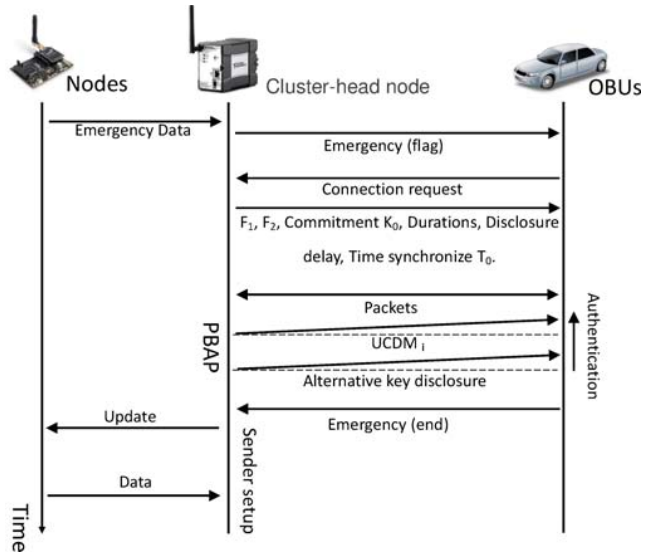 Nodes
Cluster-head node
OBUs
Emergency Data
Emergency (flag)
Connection request
F₁, F₂, Commitment K₀, Durations, Disclosure
delay, Time synchronize T₀.
Packets
PBAP
UCDM i
Authentication
Alternative key disclosure
Update
Emergency (end)
Sender setup
Data
Time